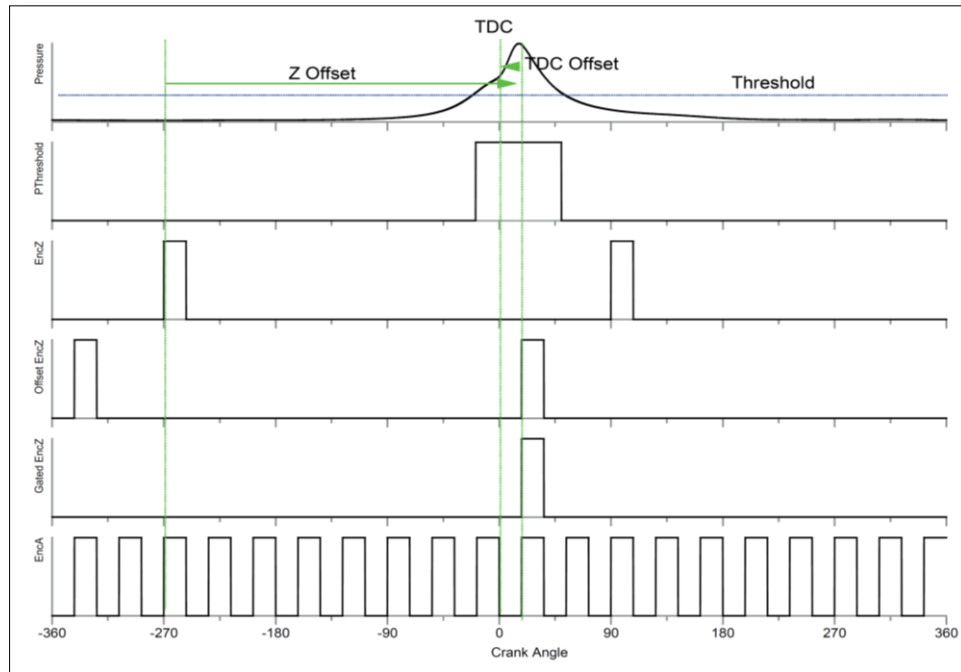 TDC
Pressure
Z Offset
TDC Offset
Threshold
PThreshold
EncZ
Offset EncZ
Gated EncZ
EncA
-360 -270 -180 -90 0 90 180 270 360
Crank Angle